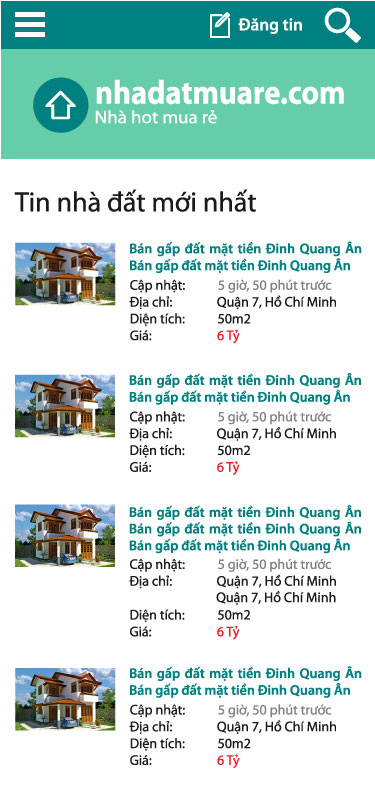 Đăng tin
nhadatmuare.com
Nhà hot mua rẻ
Tin nhà đất mới nhất
Bán gấp đất mặt tiền Đinh Quang Ân
Bán gấp đất mặt tiền Đinh Quang Ân
Cập nhật: 5 giờ, 50 phút trước
Địa chỉ: Quận 7, Hồ Chí Minh
Diện tích: 50m2
Giá: 6 Tỷ
Bán gấp đất mặt tiền Đinh Quang Ân
Bán gấp đất mặt tiền Đinh Quang Ân
Cập nhật: 5 giờ, 50 phút trước
Địa chỉ: Quận 7, Hồ Chí Minh
Diện tích: 50m2
Giá: 6 Tỷ
Bán gấp đất mặt tiền Đinh Quang Ân
Bán gấp đất mặt tiền Đinh Quang Ân
Bán gấp đất mặt tiền Đinh Quang Ân
Cập nhật: 5 giờ, 50 phút trước
Địa chỉ: Quận 7, Hồ Chí Minh
Quận 7, Hồ Chí Minh
Diện tích: 50m2
Giá: 6 Tỷ
Bán gấp đất mặt tiền Đinh Quang Ân
Bán gấp đất mặt tiền Đinh Quang Ân
Cập nhật: 5 giờ, 50 phút trước
Địa chỉ: Quận 7, Hồ Chí Minh
Diện tích: 50m2
Giá: 6 Tỷ